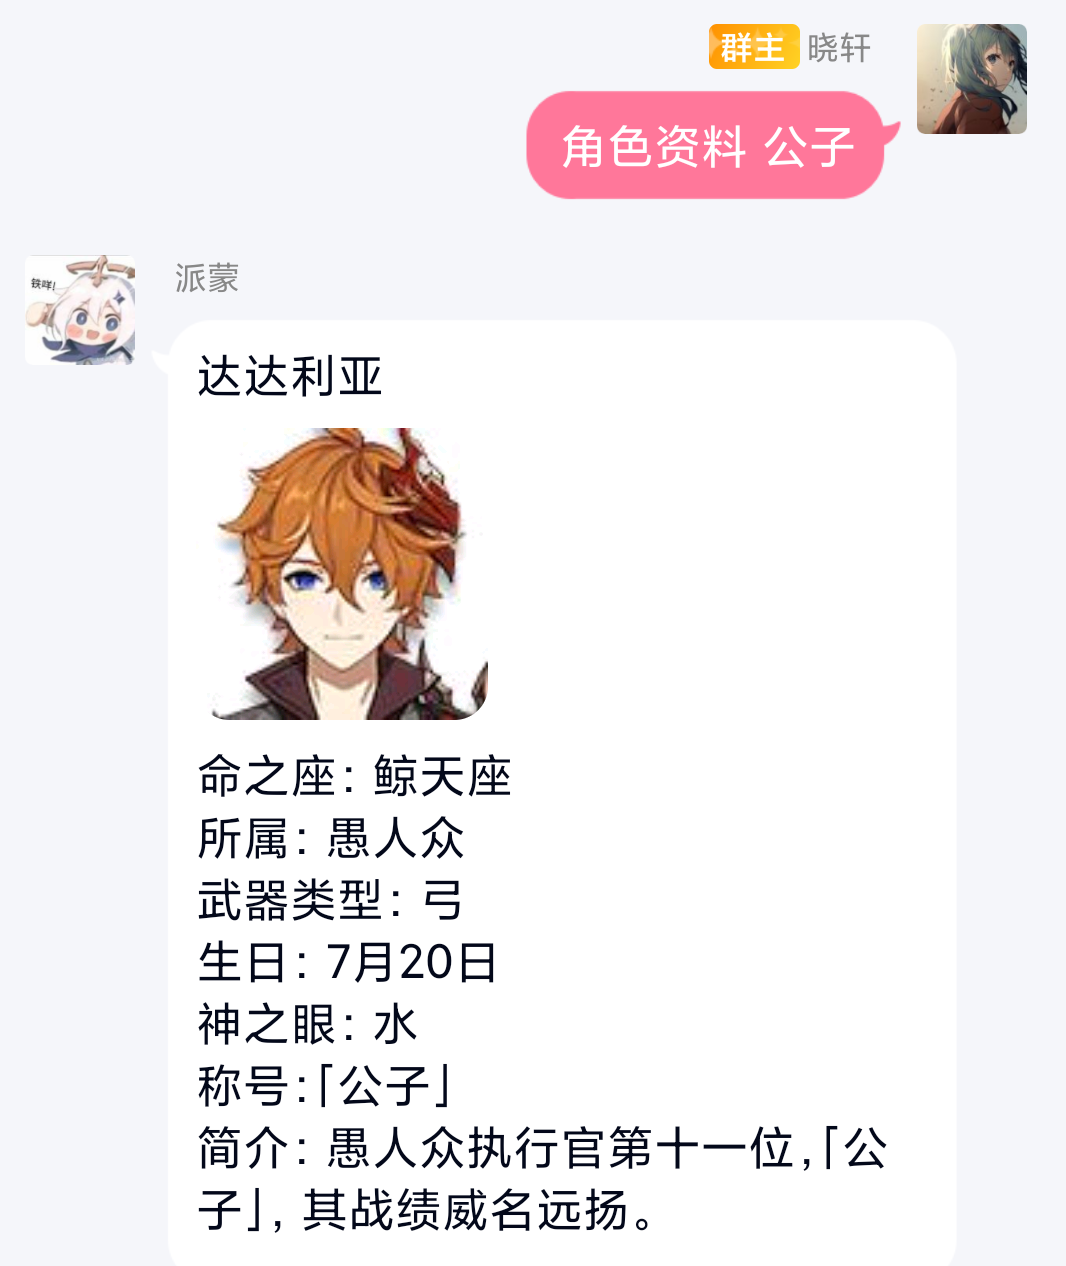 群主 晓轩
角色资料 公子
铁咩!
派蒙
达达利亚
命之座: 鲸天座
所属: 愚人众
武器类型: 弓
生日: 7月20日
神之眼: 水
称号:「公子」
简介: 愚人众执行官第十一位,「公
子」, 其战绩威名远扬。